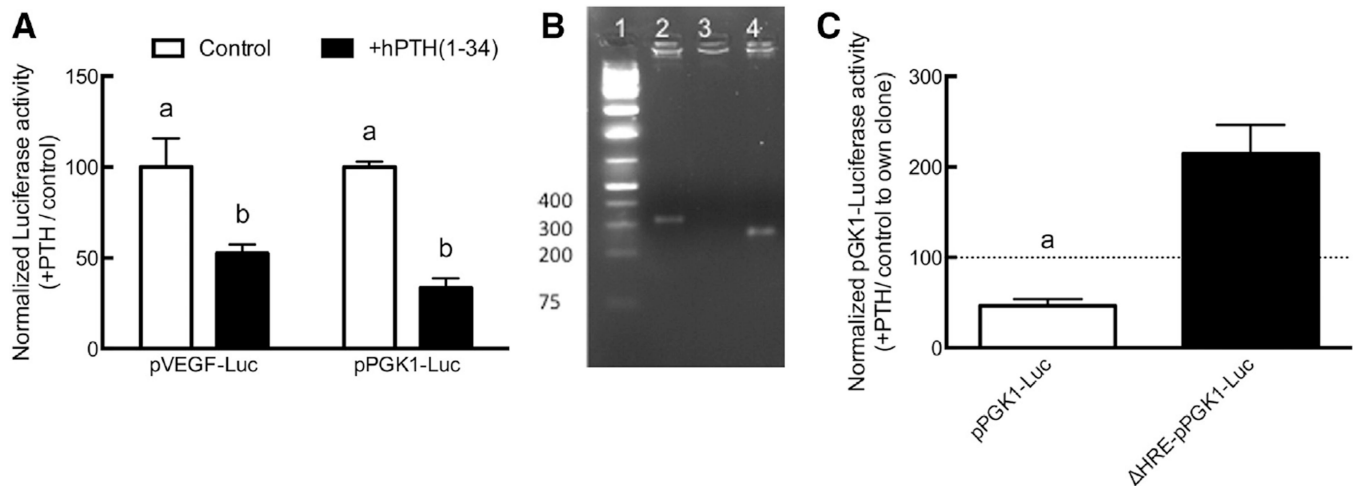 A
Control
+hPTH(1-34)
Normalized Luciferase activity
(+PTH / control)
150
100
50
0
a
b
a
b
pVEGF-Luc
pPGK1-Luc
B
1 2 3 4
400
300
200
75
C
Normalized pGK1-Luciferase activity
(+PTH/ control to own clone)
300
200
100
0
a
pPGK1-Luc
ΔHRE-pPGK1-Luc